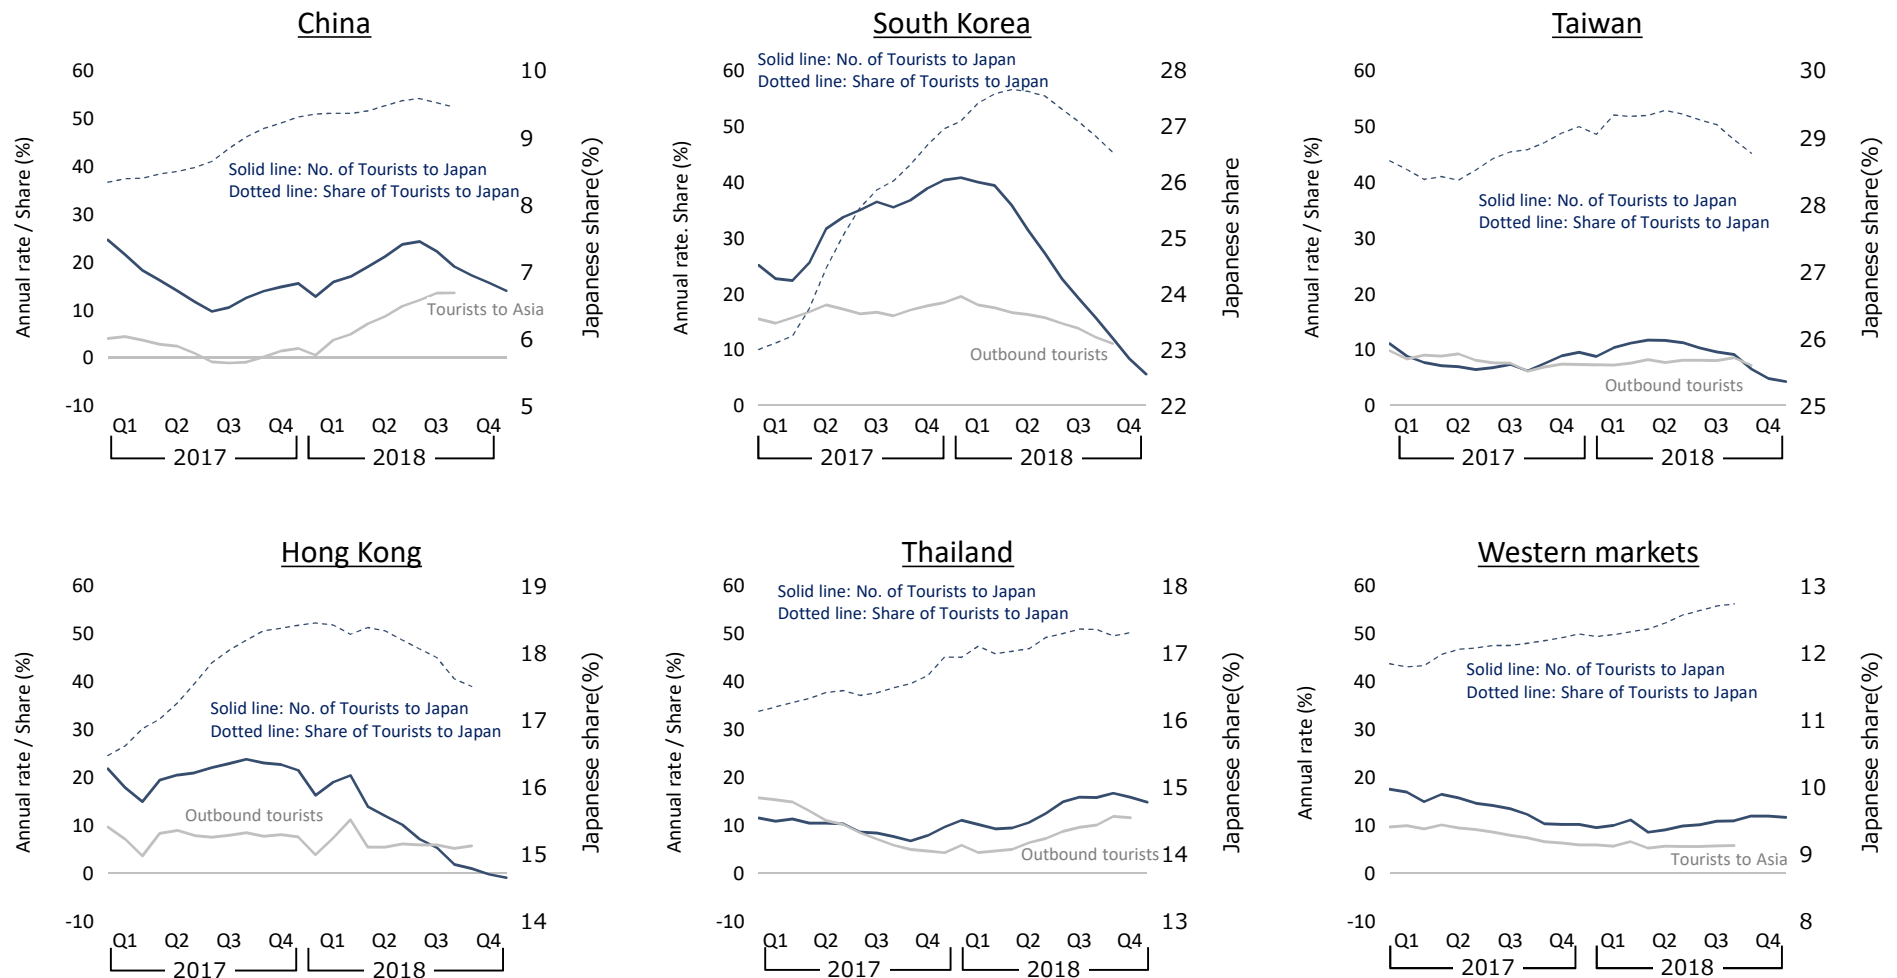 China
60
50
40
30
20
10
0
-10
10
9
8
7
6
5
Annual rate / Share (%)
Japanese share(%)
Solid line: No. of Tourists to Japan
Dotted line: Share of Tourists to Japan
Tourists to Asia
Q1 Q2 Q3 Q4 Q1 Q2 Q3 Q4
2017 2018
South Korea
Solid line: No. of Tourists to Japan
Dotted line: Share of Tourists to Japan
60
50
40
30
20
10
0
28
27
26
25
24
23
22
Annual rate. Share (%)
Japanese share
Outbound tourists
Q1 Q2 Q3 Q4 Q1 Q2 Q3 Q4
2017 2018
Taiwan
60
50
40
30
20
10
0
30
29
28
27
26
25
Annual rate / Share (%)
Japanese share(%)
Solid line: No. of Tourists to Japan
Dotted line: Share of Tourists to Japan
Outbound tourists
Q1 Q2 Q3 Q4 Q1 Q2 Q3 Q4
2017 2018
Hong Kong
60
50
40
30
20
10
0
-10
19
18
17
16
15
14
Annual rate / Share (%)
Japanese share(%)
Solid line: No. of Tourists to Japan
Dotted line: Share of Tourists to Japan
Outbound tourists
Q1 Q2 Q3 Q4 Q1 Q2 Q3 Q4
2017 2018
Thailand
Solid line: No. of Tourists to Japan
Dotted line: Share of Tourists to Japan
60
50
40
30
20
10
0
-10
18
17
16
15
14
13
Annual rate / Share (%)
Japanese share(%)
Outbound tourists
Q1 Q2 Q3 Q4 Q1 Q2 Q3 Q4
2017 2018
Western markets
60
50
40
30
20
10
0
-10
13
12
11
10
9
8
Annual rate (%)
Japanese share(%)
Solid line: No. of Tourists to Japan
Dotted line: Share of Tourists to Japan
Tourists to Asia
Q1 Q2 Q3 Q4 Q1 Q2 Q3 Q4
2017 2018